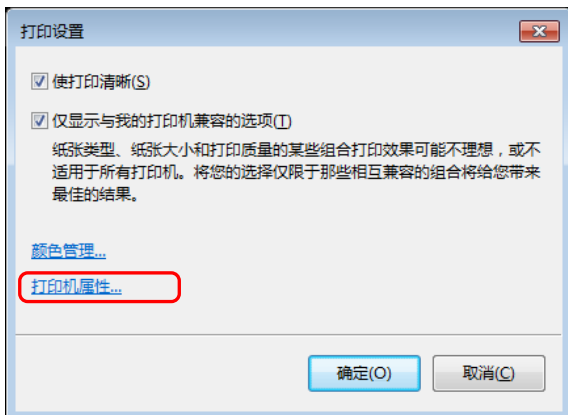 打印设置
使打印清晰(S)
仅显示与我的打印机兼容的选项(T)
纸张类型、纸张大小和打印质量的某些组合打印效果可能不理想，或不
适用于所有打印机。将您的选择仅限于那些相互兼容的组合将给您带来
最佳的结果。
颜色管理...
打印机属性...
确定(O)
取消(C)